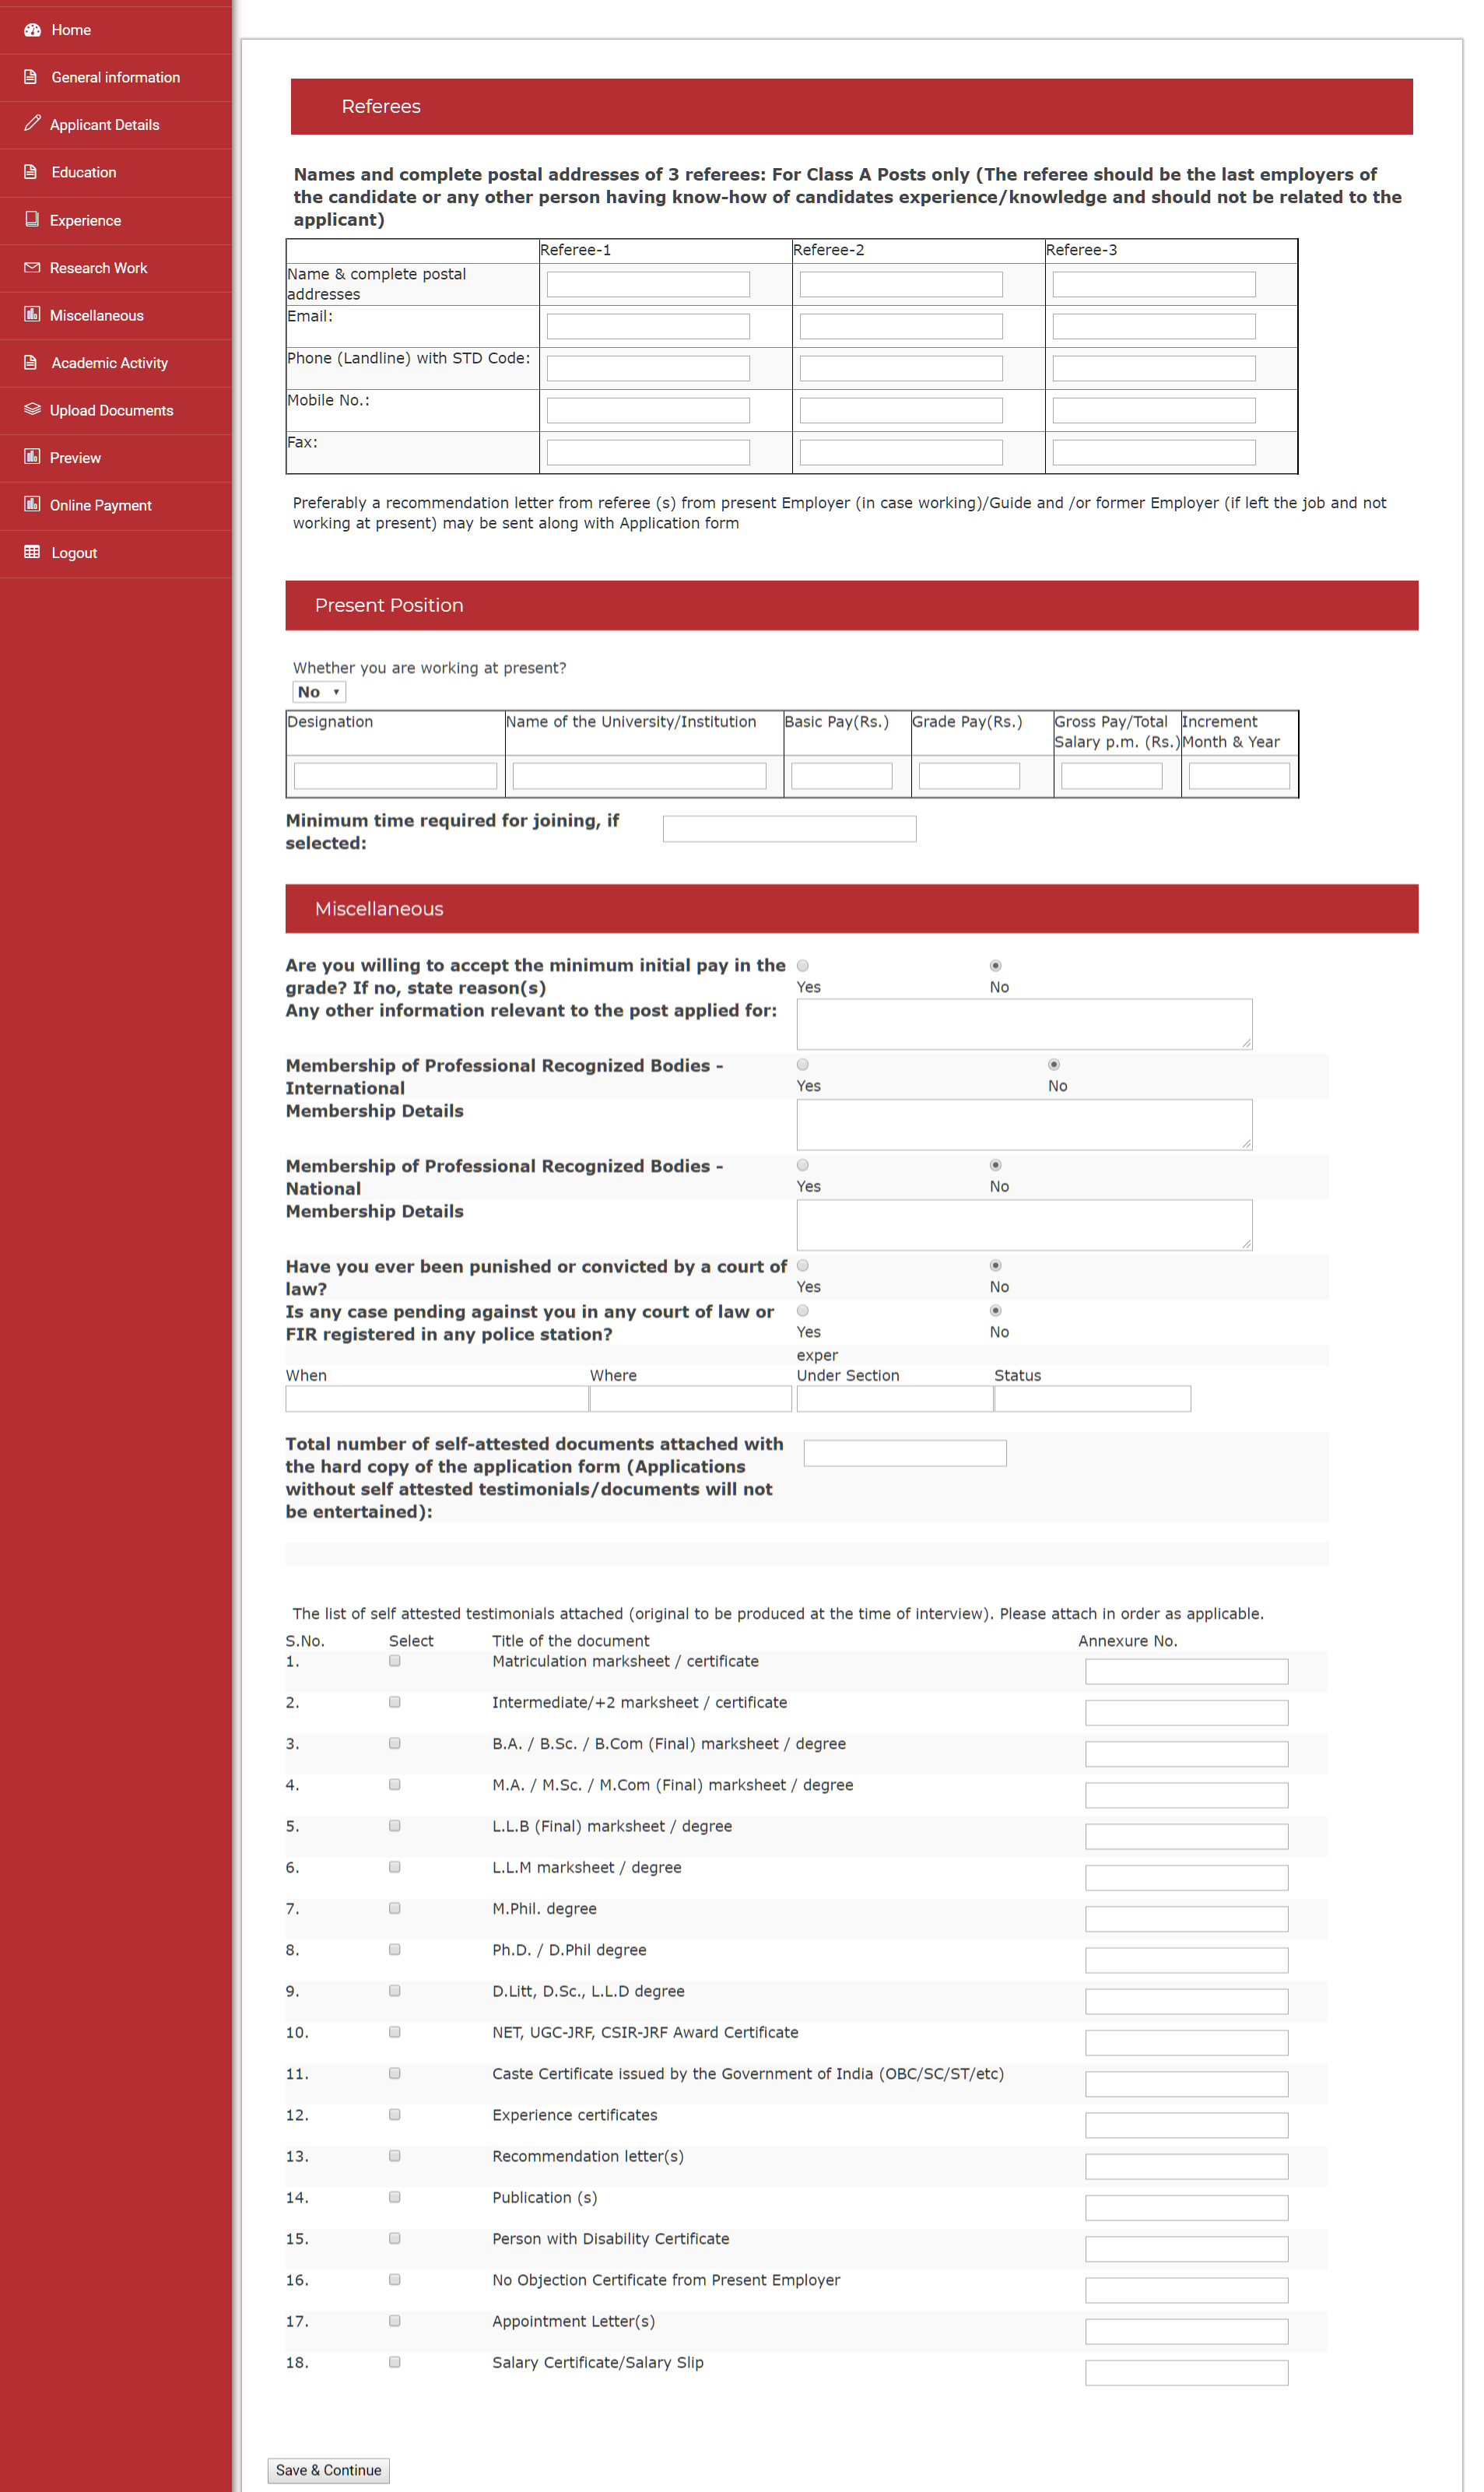 Home
General information
Applicant Details
Education
Experience
Research Work
Miscellaneous
Academic Activity
Upload Documents
Preview
Online Payment
Logout
Referees
Names and complete postal addresses of 3 referees: For Class A Posts only (The referee should be the last employers of
the candidate or any other person having know-how of candidates experience/knowledge and should not be related to the
applicant)
Referee-1 Referee-2 Referee-3
Name & complete postal
addresses
Email:
Phone (Landline) with STD Code:
Mobile No.:
Fax:
Preferably a recommendation letter from referee (s) from present Employer (in case working)/Guide and /or former Employer (if left the job and not
working at present) may be sent along with Application form
Present Position
Whether you are working at present?
No
Designation Name of the University/Institution Basic Pay(Rs.) Grade Pay(Rs.) Gross Pay/Total Increment
Salary p.m. (Rs.) Month & Year
Minimum time required for joining, if
selected:
Miscellaneous
Are you willing to accept the minimum initial pay in the
grade? If no, state reason(s) Yes No
Any other information relevant to the post applied for:
Membership of Professional Recognized Bodies -
International Yes No
Membership Details
Membership of Professional Recognized Bodies -
National Yes No
Membership Details
Have you ever been punished or convicted by a court of
law? Yes No
Is any case pending against you in any court of law or
FIR registered in any police station? Yes No
exper
When Where Under Section Status
Total number of self-attested documents attached with
the hard copy of the application form (Applications
without self attested testimonials/documents will not
be entertained):
The list of self attested testimonials attached (original to be produced at the time of interview). Please attach in order as applicable.
S.No. Select Title of the document Annexure No.
1. Matriculation marksheet / certificate
2. Intermediate/+2 marksheet / certificate
3. B.A. / B.Sc. / B.Com (Final) marksheet / degree
4. M.A. / M.Sc. / M.Com (Final) marksheet / degree
5. L.L.B (Final) marksheet / degree
6. L.L.M marksheet / degree
7. M.Phil. degree
8. Ph.D. / D.Phil degree
9. D.Litt, D.Sc., L.L.D degree
10. NET, UGC-JRF, CSIR-JRF Award Certificate
11. Caste Certificate issued by the Government of India (OBC/SC/ST/etc)
12. Experience certificates
13. Recommendation letter(s)
14. Publication (s)
15. Person with Disability Certificate
16. No Objection Certificate from Present Employer
17. Appointment Letter(s)
18. Salary Certificate/Salary Slip
Save & Continue